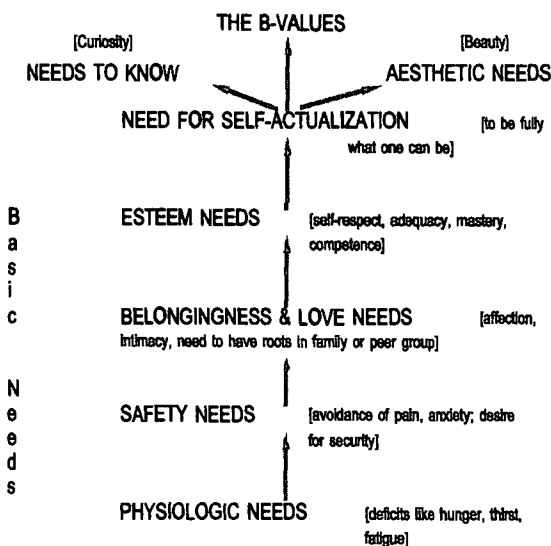 THE B-VALUES
[Curiosity] [Beauty]
NEEDS TO KNOW AESTHETIC NEEDS
NEED FOR SELF-ACTUALIZATION [to be fully
what one can be]
ESTEEM NEEDS [self-respect, adequacy, mastery,
competence]
BELONGINGNESS & LOVE NEEDS [affection,
intimacy, need to have roots in family or peer group]
SAFETY NEEDS [avoidance of pain, anxiety; desire
for security]
PHYSIOLOGIC NEEDS [deficits like hunger, thirst,
fatigue]
Basic Needs